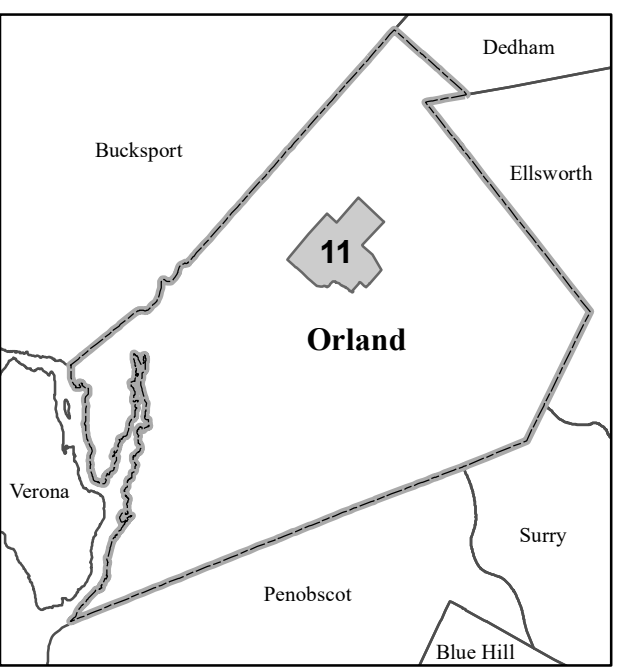 Dedham
Bucksport
Ellsworth
11
Orland
Verona
Surry
Penobscot
Blue Hill